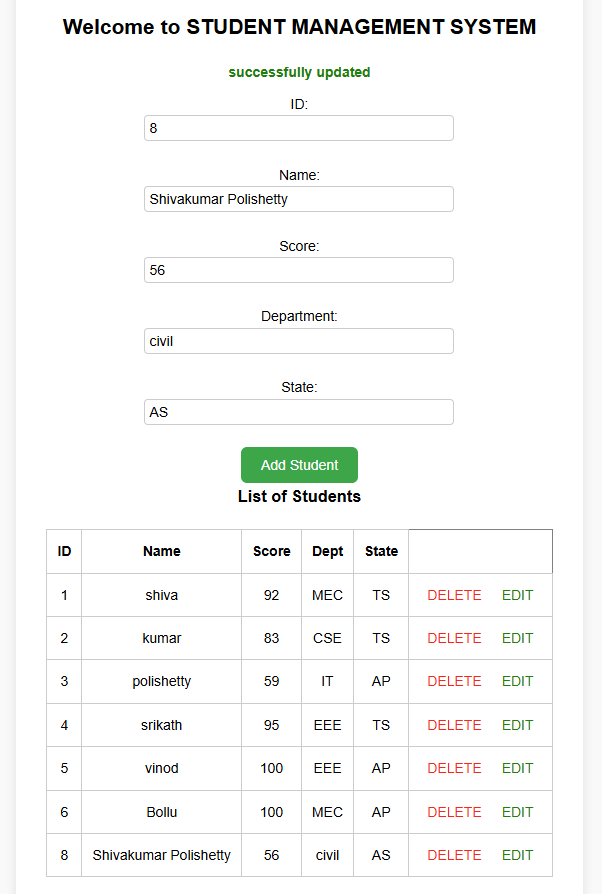 Welcome to STUDENT MANAGEMENT SYSTEM
successfully updated
ID:
8
Name:
Shivakumar Polishetty
Score:
56
Department:
civil
State:
AS
Add Student
List of Students
ID Name Score Dept State
1 shiva 92 MEC TS DELETE EDIT
2 kumar 83 CSE TS DELETE EDIT
3 polishetty 59 IT AP DELETE EDIT
4 srikath 95 EEE TS DELETE EDIT
5 vinod 100 EEE AP DELETE EDIT
6 Bollu 100 MEC AP DELETE EDIT
8 Shivakumar Polishetty 56 civil AS DELETE EDIT